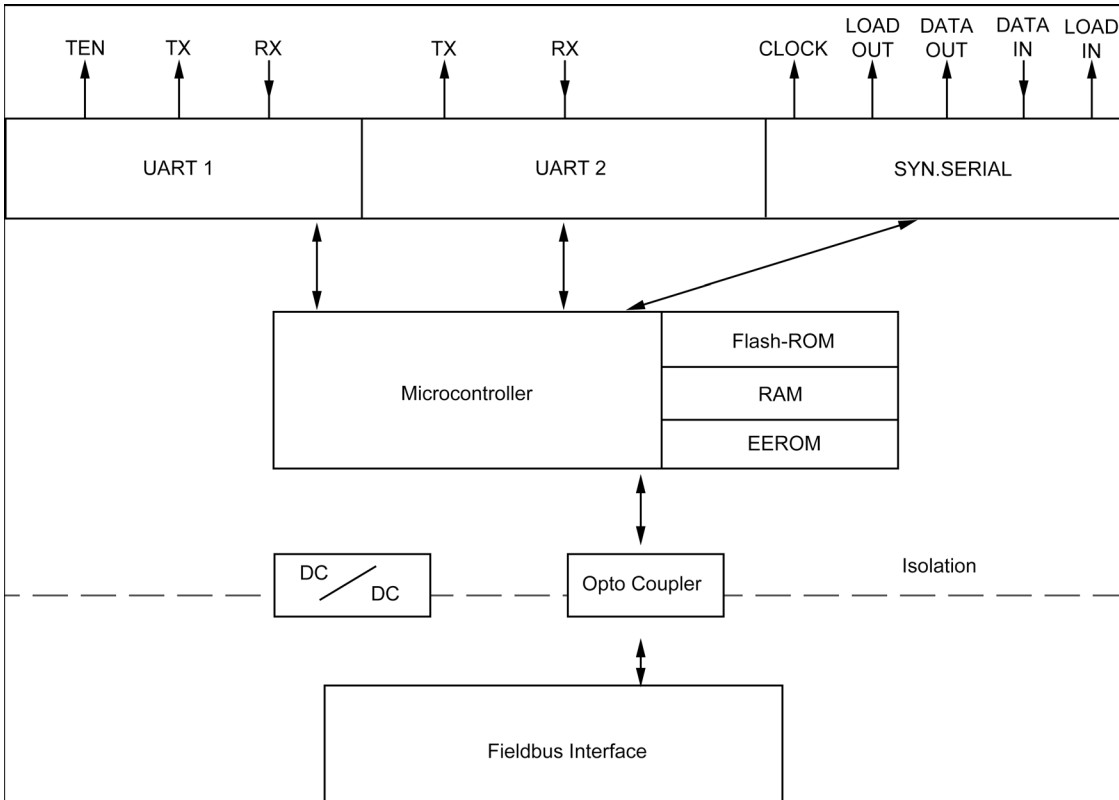 TEN
TX
RX
TX
RX
CLOCK
LOAD
OUT
DATA
OUT
DATA
IN
LOAD
IN
UART 1
UART 2
SYN.SERIAL
Microcontroller
Flash-ROM
RAM
EEROM
DC
DC
Opto Coupler
Isolation
Fieldbus Interface